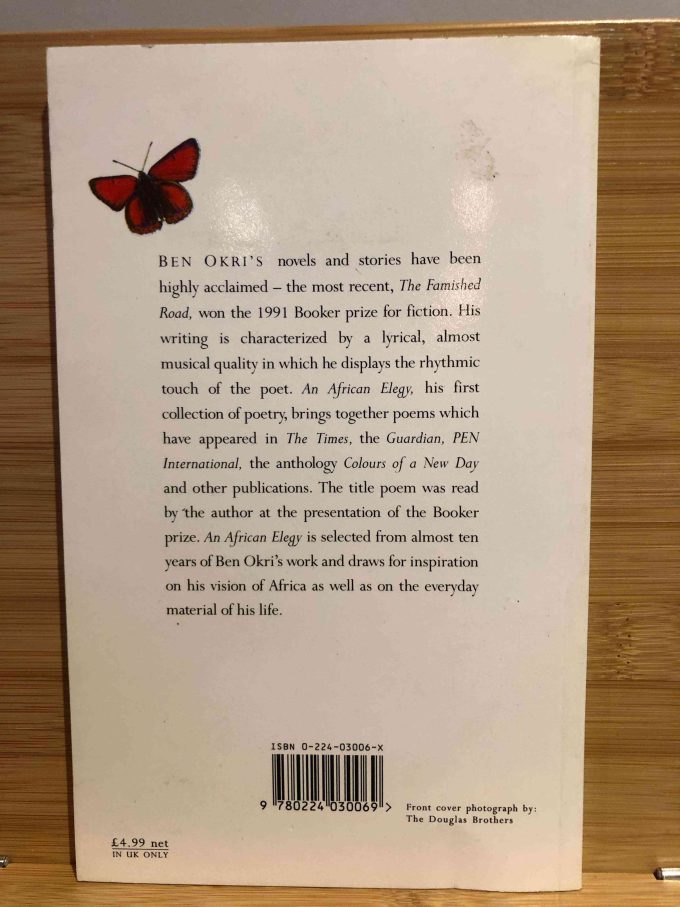 BEN OKRI'S novels and stories have been
highly acclaimed – the most recent, The Famished
Road, won the 1991 Booker prize for fiction. His
writing is characterized by a lyrical, almost
musical quality in which he displays the rhythmic
touch of the poet. An African Elegy, his first
collection of poetry, brings together poems which
have appeared in The Times, the Guardian, PEN
International, the anthology Colours of a New Day
and other publications. The title poem was read
by the author at the presentation of the Booker
prize. An African Elegy is selected from almost ten
years of Ben Okri's work and draws for inspiration
on his vision of Africa as well as on the everyday
material of his life.
ISBN 0-224-03006-X
9 780224 030069 >
Front cover photograph by:
The Douglas Brothers
£4.99 net
IN UK ONLY